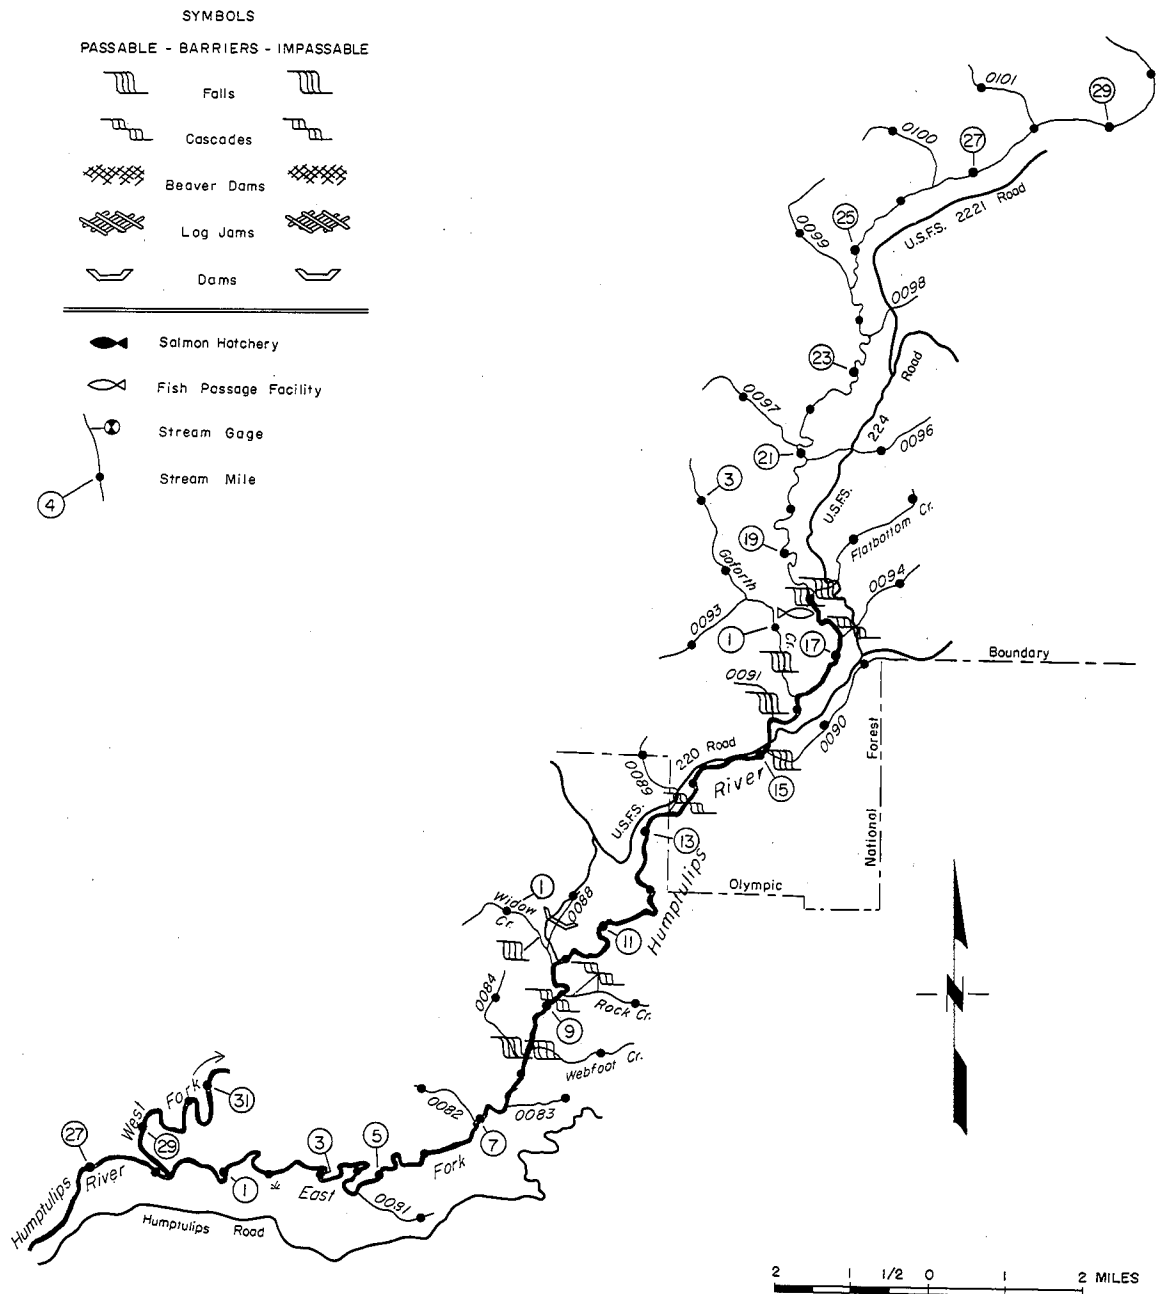 SYMBOLS
PASSABLE - BARRIERS - IMPASSABLE
Falls
Cascades
Beaver Dams
Log Jams
Dams
Salmon Hatchery
Fish Passage Facility
Stream Gage
Stream Mile
4
0101
29
0100
27
U.S.F.S. 2221 Road
0099
25
0098
23
Road
0097
224
0096
21
3
U.S.F.S.
19
Flatbottom Cr.
Goforth
0094
0093
1
Cr.
17
Boundary
0091
0090
Forest
220 Road
0089
River
15
U.S.F.S.
13
National
Humptulips
Olympic
1
Widow
Cr.
0088
11
0084
Rock Cr.
9
Webfoot Cr.
Fork
31
West
0082
0083
27
29
3
5
7
River
1
East
Fork
0081
Humptulips
Humptulips Road
2 1 1/2 0 2 MILES
N